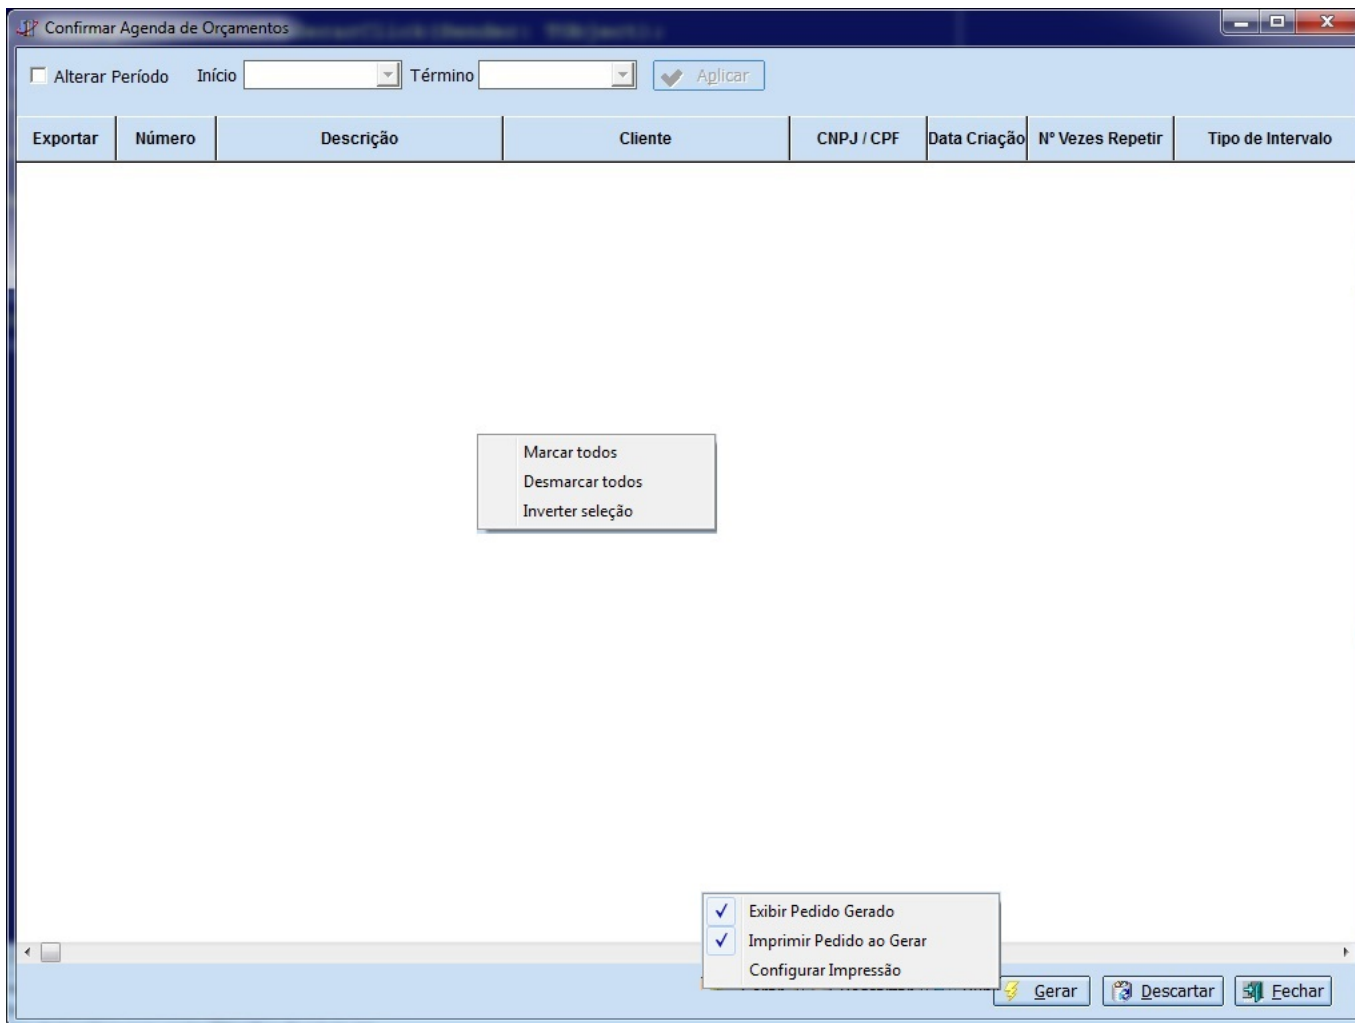 Confirmar Agenda de Orçamentos
Alterar Período Início Término Aplicar
Exportar Número Descrição Cliente CNPJ / CPF Data Criação Nº Vezes Repetir Tipo de Intervalo
Marcar todos
Desmarcar todos
Inverter seleção
Exibir Pedido Gerado
Imprimir Pedido ao Gerar
Configurar Impressão
Gerar Descartar Fechar